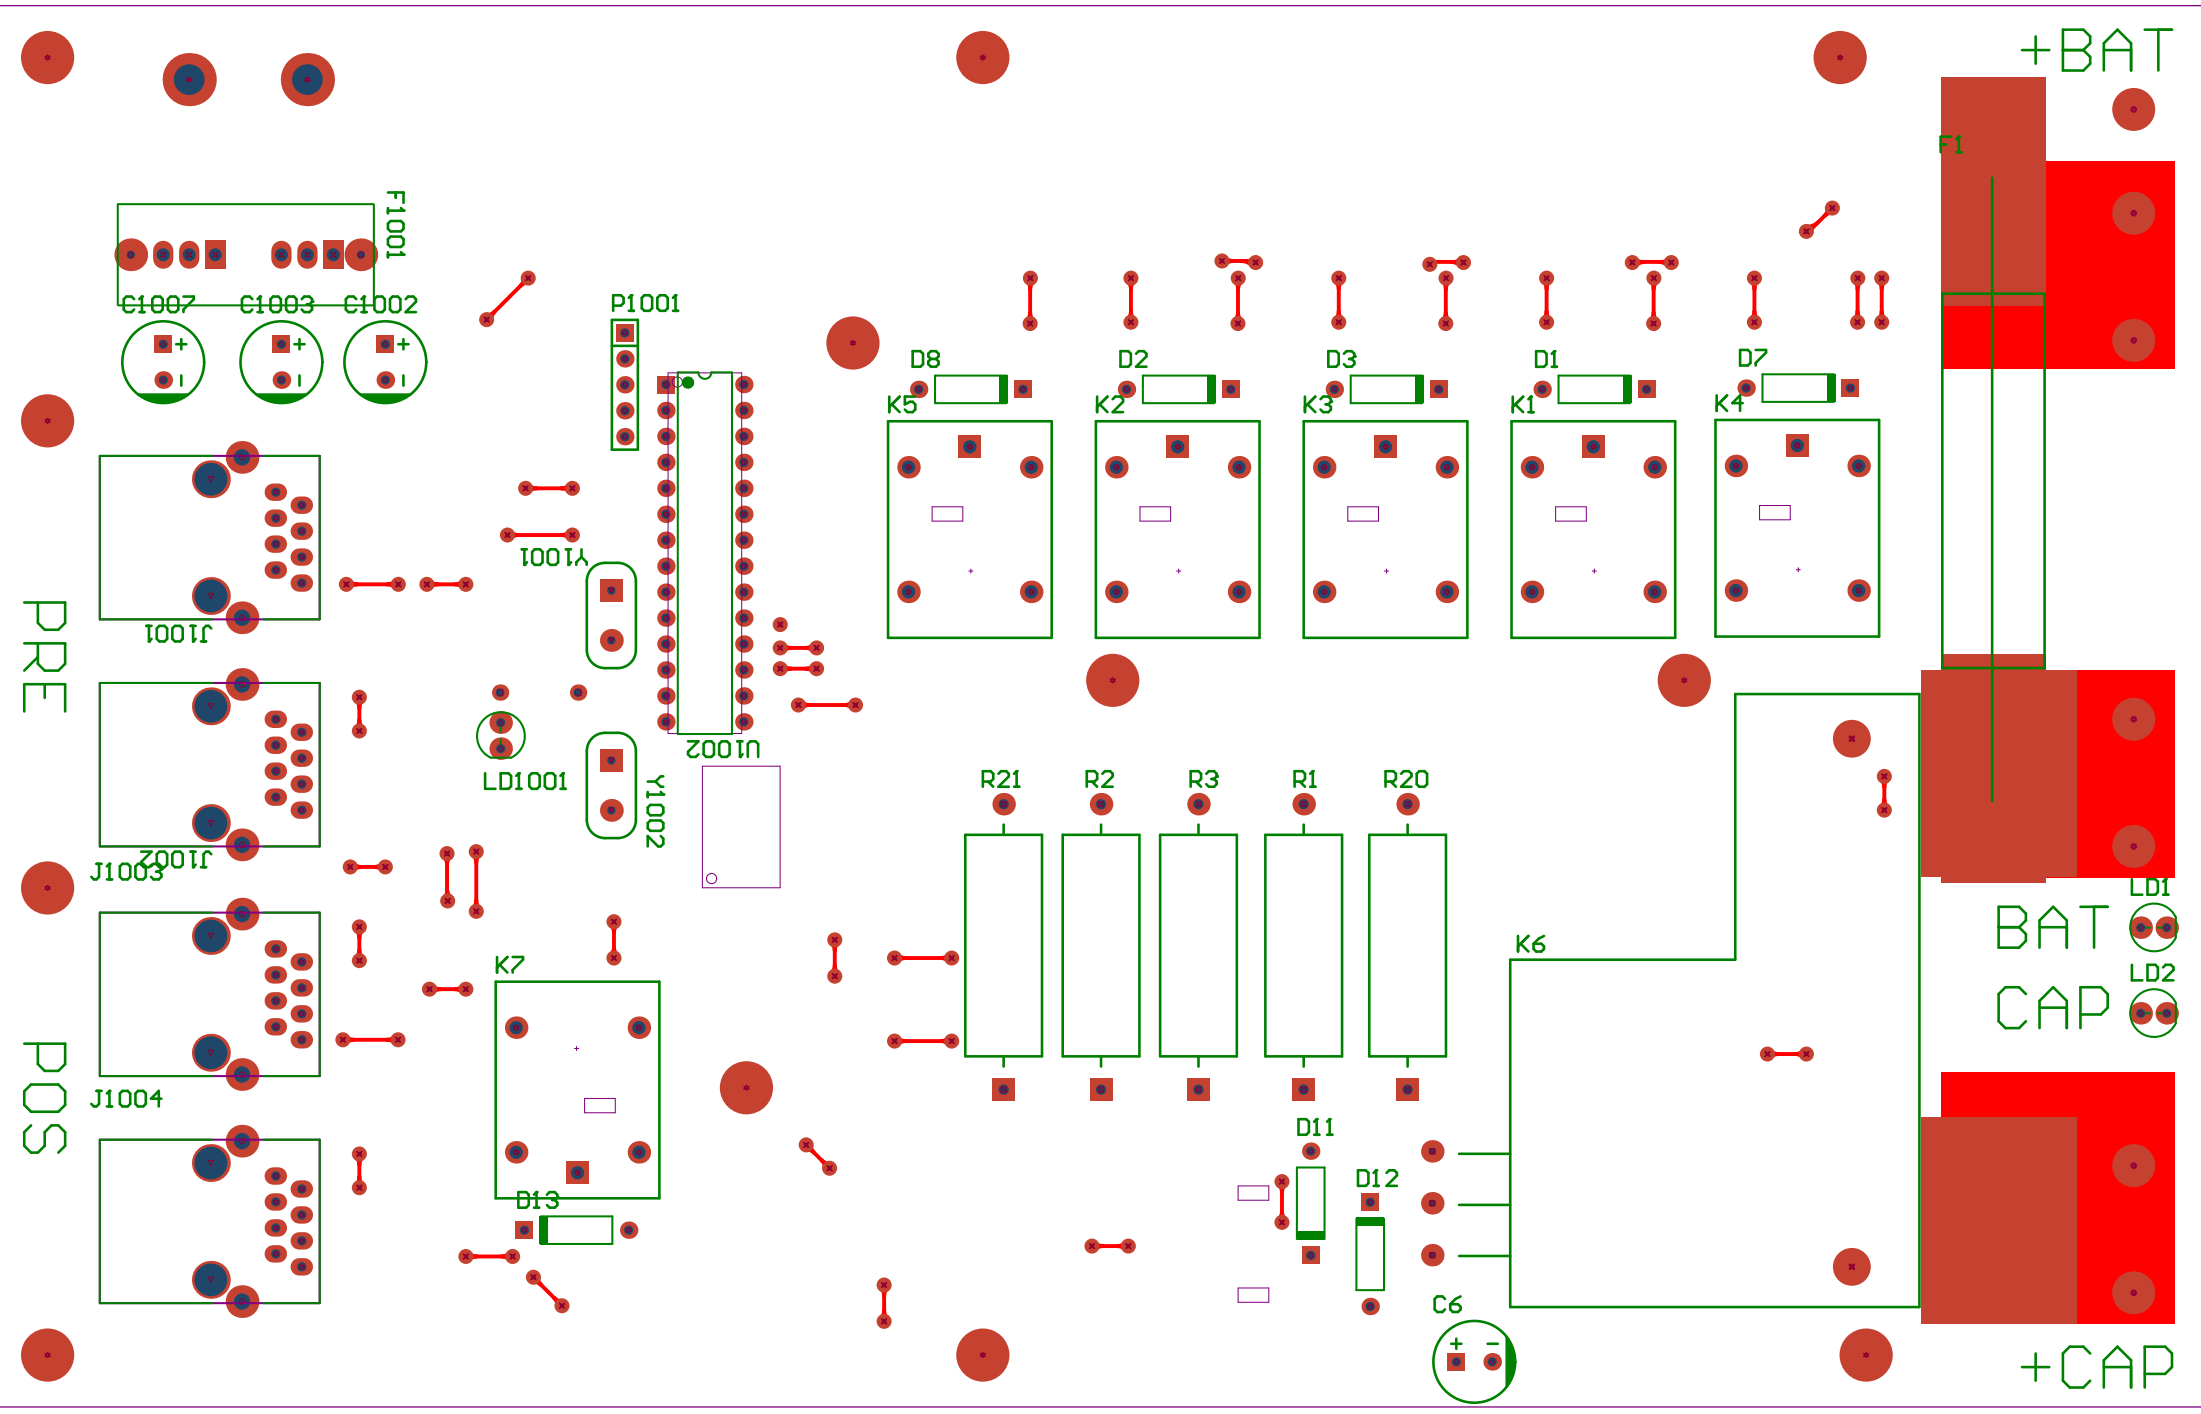 +BAT
F1
F1001
C1007 C1003 C1002
P1001
D8 D2 D3 D1 D7
K5 K2 K3 K1 K4
Y1001
PRE
J1001
U1002
LD1001
Y1002
R21 R2 R3 R1 R20
J1002
J1003
LD1
BAT
K6
K7
LD2
CAP
POS
J1004
D11
D12
D13
C6
+CAP